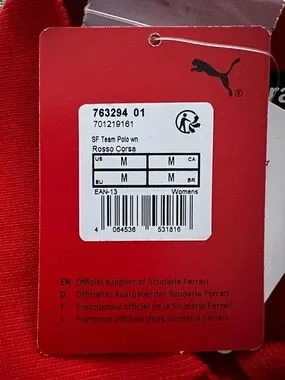 763294 01
701219161
SF Team Polo wn
Rosso Corsa
US M M CA
EU M M BR
EAN-13 Womens
4 064536 531816
EN Official supplier of Scuderia Ferrari
D Offizieller Ausrüster der Scuderia Ferrari
F Fournisseur officiel de la Scuderia Ferrari
I Fornitore ufficiale della Scuderia Ferrari